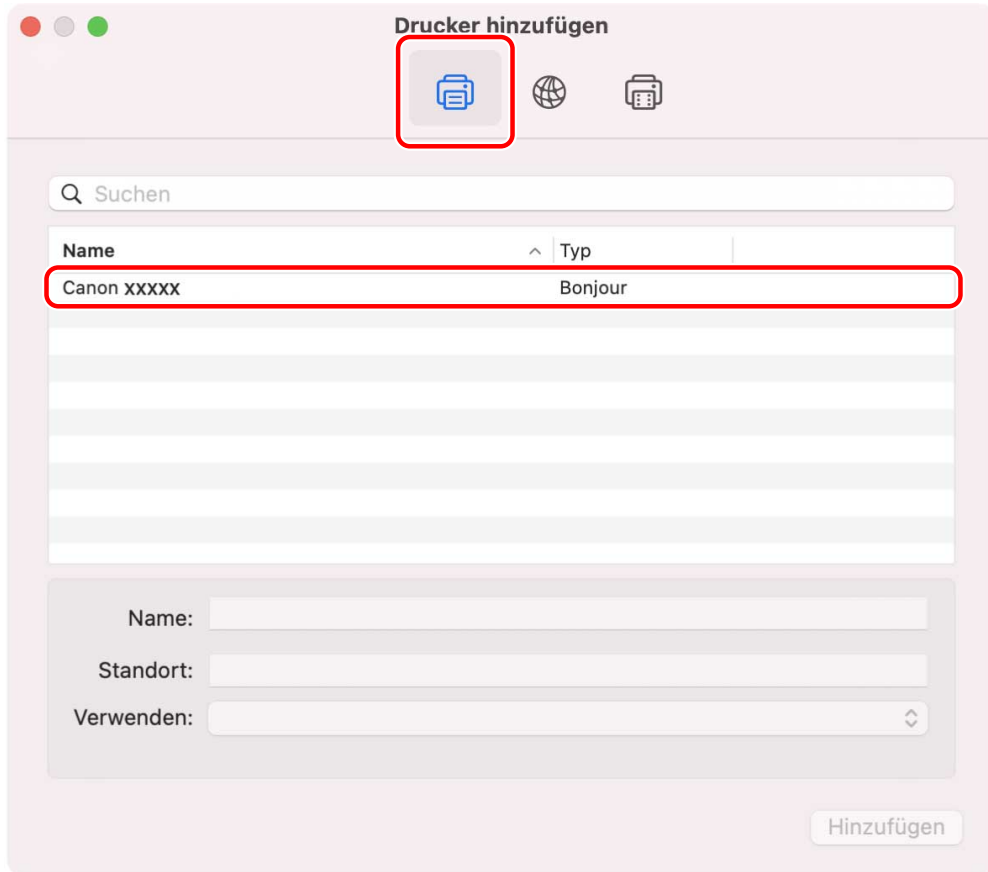 Drucker hinzufügen
Suchen
Name Typ
Canon xxxxx Bonjour
Name:
Standort:
Verwenden:
Hinzufügen